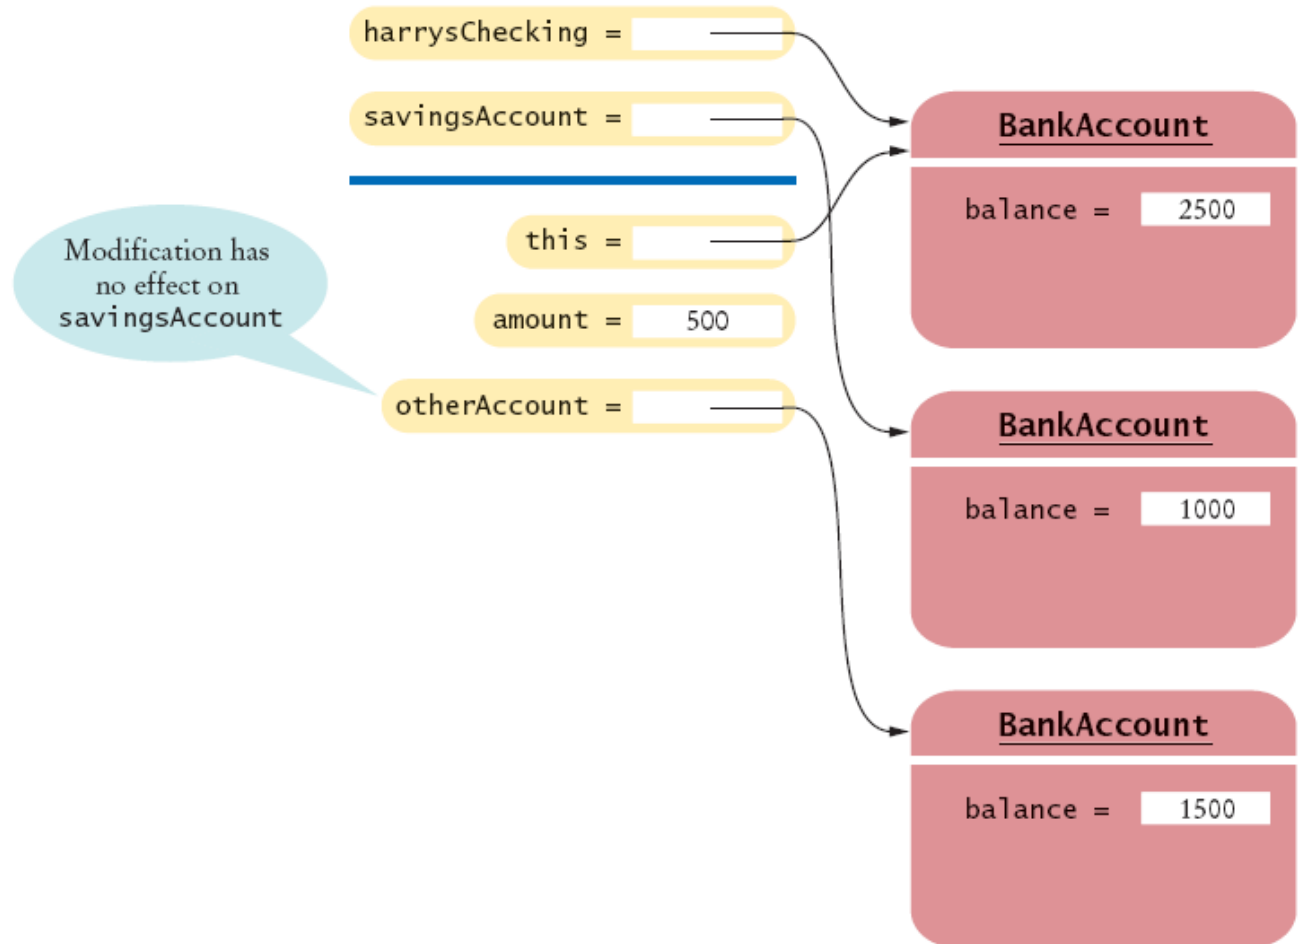 harrysChecking =
savingsAccount =
BankAccount
balance = 2500
this =
Modification has
no effect on
savingsAccount
amount = 500
otherAccount =
BankAccount
balance = 1000
BankAccount
balance = 1500